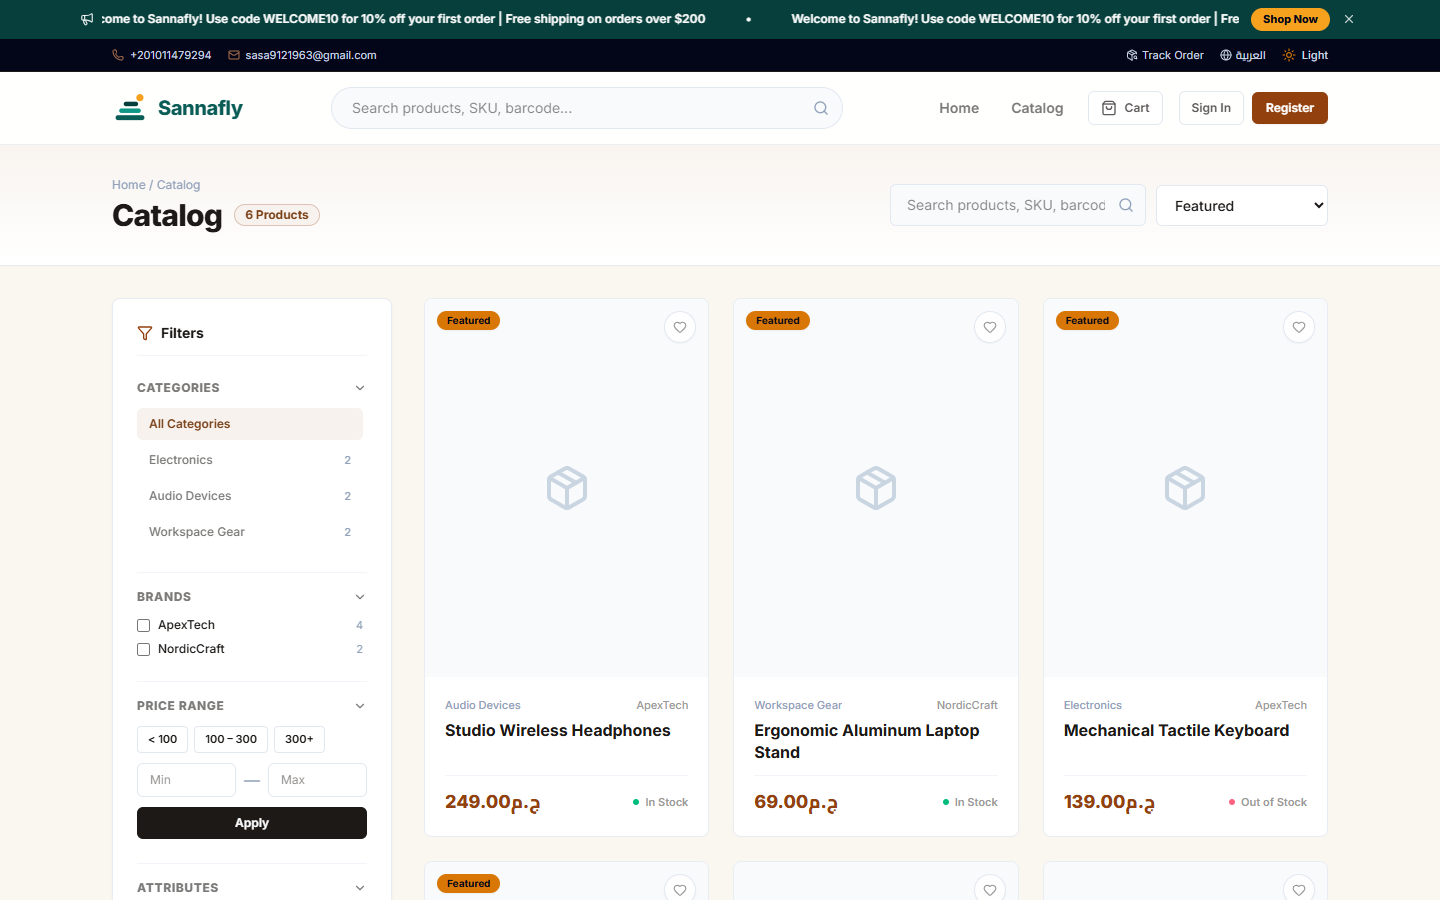 come to Sannafly! Use code WELCOME10 for 10% off your first order | Free shipping on orders over $200 • Welcome to Sannafly! Use code WELCOME10 for 10% off your first order | Fre
Shop Now
+201011479294 sasa9121963@gmail.com
Track Order العربية Light
Sannafly
Search products, SKU, barcode...
Home Catalog Cart Sign In Register
Home / Catalog
Catalog 6 Products
Search products, SKU, barcod
Featured
Filters
CATEGORIES
All Categories
Electronics 2
Audio Devices 2
Workspace Gear 2
BRANDS
ApexTech 4
NordicCraft 2
PRICE RANGE
< 100 100 – 300 300+
Min — Max
Apply
ATTRIBUTES
Featured
Audio Devices ApexTech
Studio Wireless Headphones
249.00ج.م In Stock
Featured
Workspace Gear NordicCraft
Ergonomic Aluminum Laptop
Stand
69.00ج.م In Stock
Featured
Electronics ApexTech
Mechanical Tactile Keyboard
139.00ج.م Out of Stock
Featured